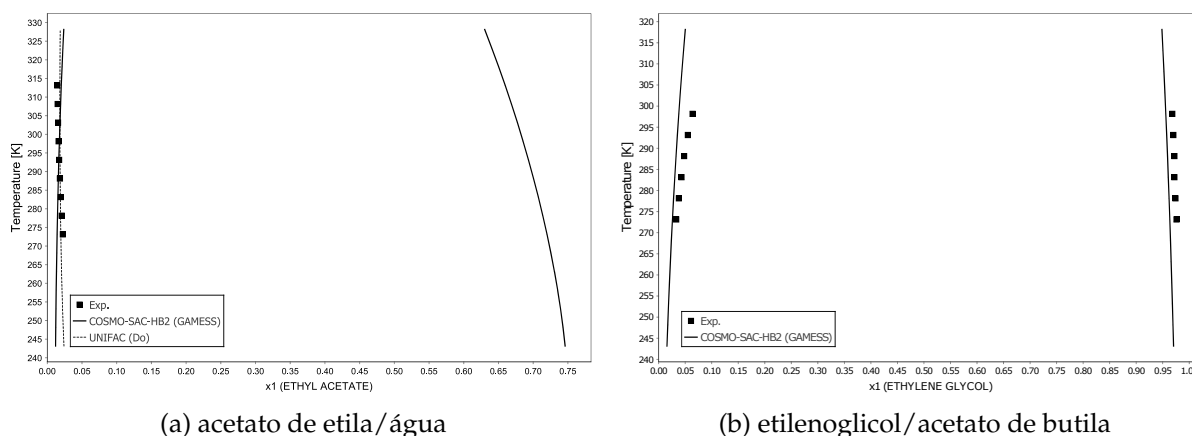 330
325
320
315
310
305
300
295
290
285
280
275
270
265
260
255
250
245
240
Temperature [K]
Exp.
COSMO-SAC-HB2 (GAMESS)
UNIFAC (Do)
0.00 0.05 0.10 0.15 0.20 0.25 0.30 0.35 0.40 0.45 0.50 0.55 0.60 0.65 0.70 0.75
x1 (ETHYL ACETATE)
(a) acetato de etila/água
320
315
310
305
300
295
290
285
280
275
270
265
260
255
250
245
240
Temperature [K]
Exp.
COSMO-SAC-HB2 (GAMESS)
0.00 0.05 0.10 0.15 0.20 0.25 0.30 0.35 0.40 0.45 0.50 0.55 0.60 0.65 0.70 0.75 0.80 0.85 0.90 0.95 1.0
x1 (ETHYLENE GLYCOL)
(b) etilenoglicol/acetato de butila